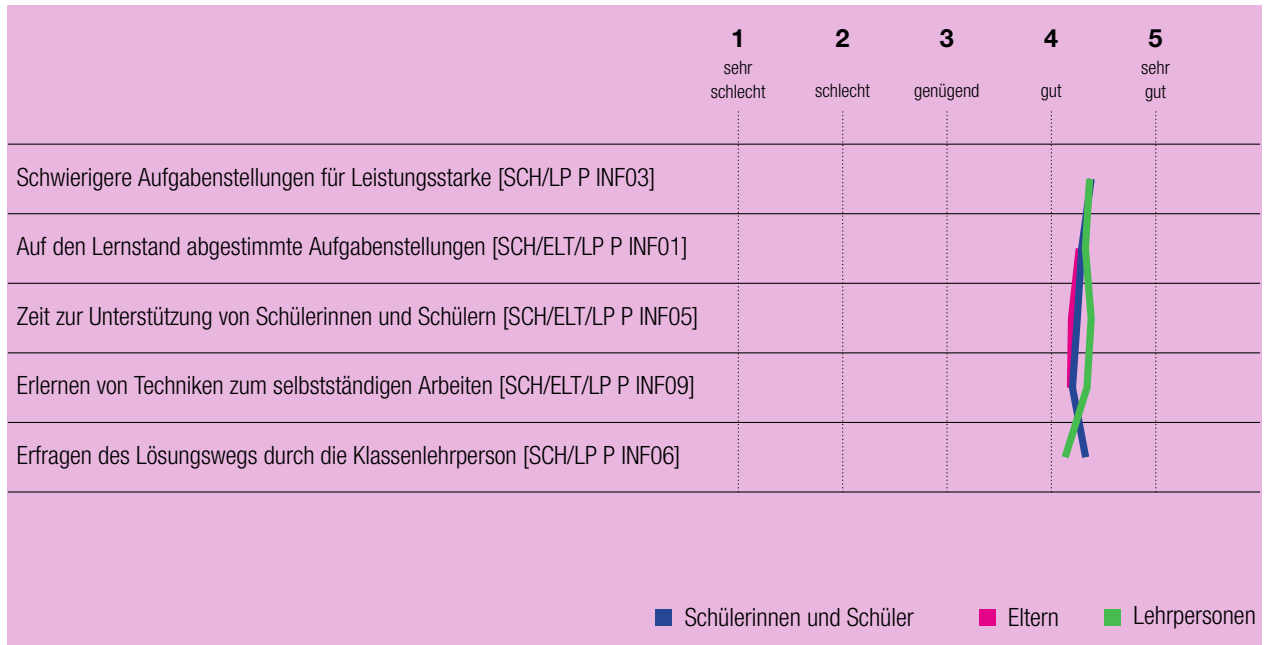 1 2 3 4 5
sehr schlecht schlecht genügend gut sehr gut
Schwierigere Aufgabenstellungen für Leistungsstarke [SCH/LP P INF03]
Auf den Lernstand abgestimmte Aufgabenstellungen [SCH/ELT/LP P INF01]
Zeit zur Unterstützung von Schülerinnen und Schülern [SCH/ELT/LP P INF05]
Erlernen von Techniken zum selbstständigen Arbeiten [SCH/ELT/LP P INF09]
Erfragen des Lösungswegs durch die Klassenlehrperson [SCH/LP P INF06]
Schülerinnen und Schüler Eltern Lehrpersonen